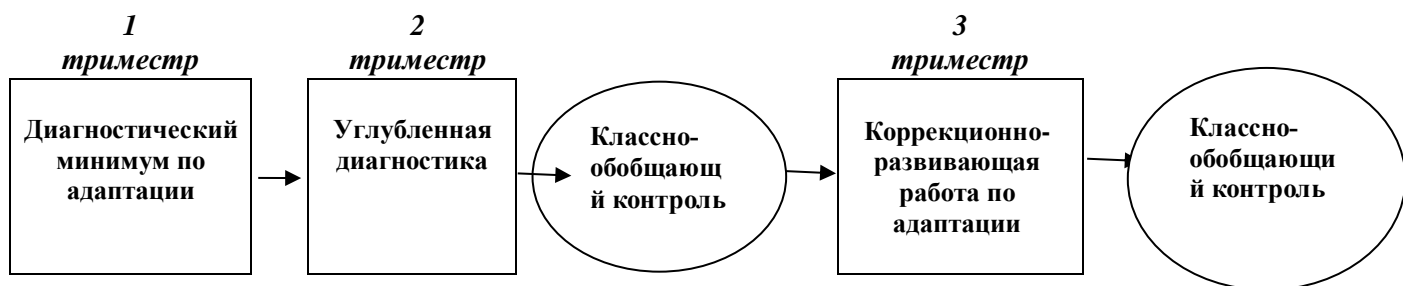 1
триместр
2
триместр
3
триместр
Диагностический
минимум по
адаптации
Углубленная
диагностика
Классно-
обобщающ
й контроль
Коррекционно-
развивающая
работа по
адаптации
Классно-
обобщающи
й контроль